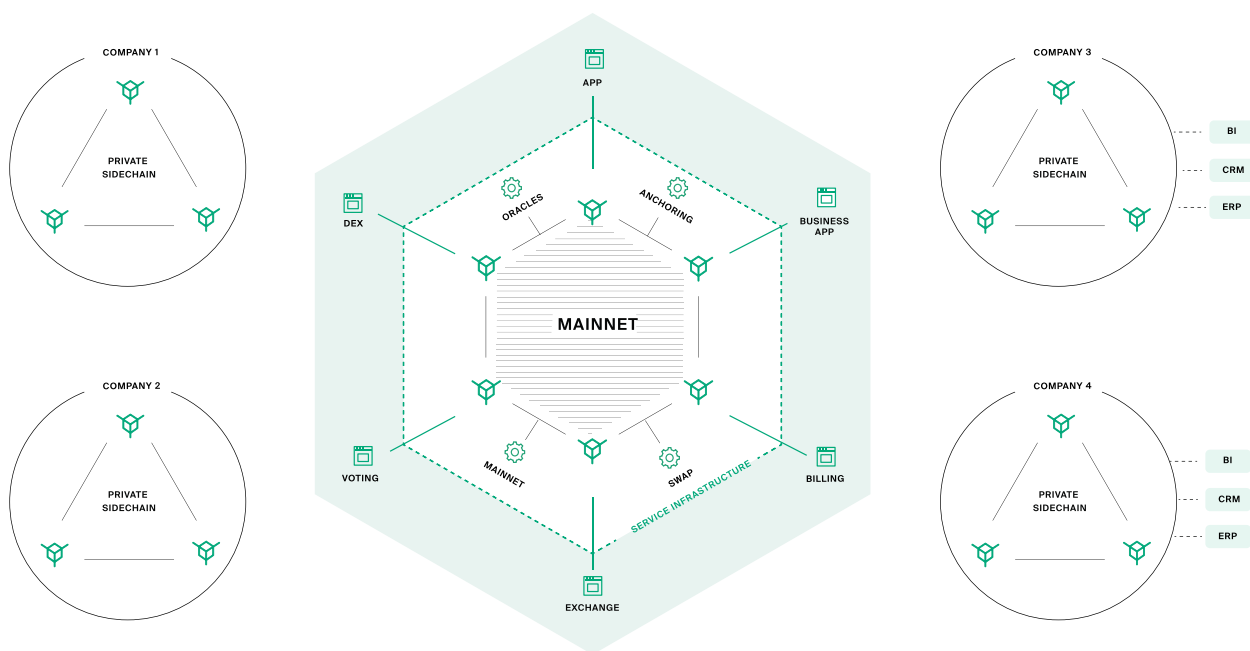 COMPANY 1
PRIVATE
SIDECHAIN
COMPANY 2
PRIVATE
SIDECHAIN
APP
DEX
ORACLES
ANCHORING
BUSINESS
APP
MAINNET
VOTING
MAINNET
SWAP
SERVICE INFRASTRUCTURE
BILLING
EXCHANGE
COMPANY 3
PRIVATE
SIDECHAIN
BI
CRM
ERP
COMPANY 4
PRIVATE
SIDECHAIN
BI
CRM
ERP